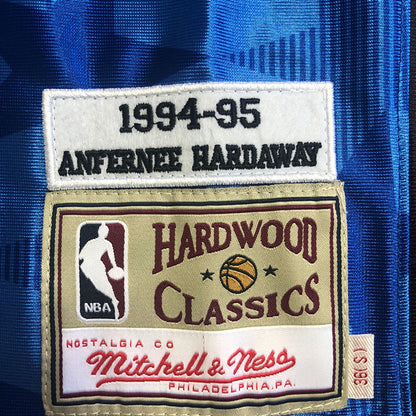 1994-95
ANFERNEE HARDAWAY
HARDWOOD
CLASSICS
NBA
NOSTALGIA CO
Mitchell & Ness
PHILADELPHIA, PA.
36(S)